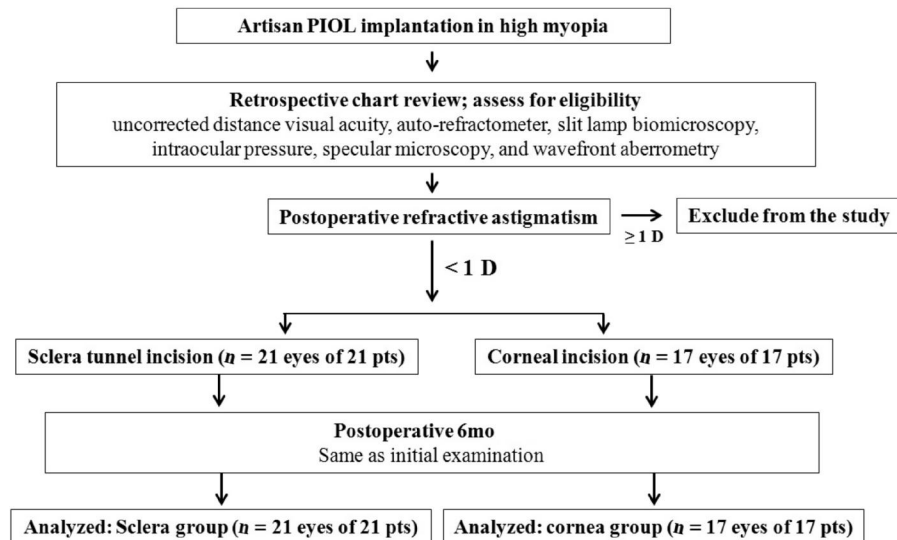 Artisan PIOL implantation in high myopia
Retrospective chart review; assess for eligibility
uncorrected distance visual acuity, auto-refractometer, slit lamp biomicroscopy,
intraocular pressure, specular microscopy, and wavefront aberrometry
Postoperative refractive astigmatism
≥ 1 D
Exclude from the study
< 1 D
Sclera tunnel incision (n = 21 eyes of 21 pts)
Corneal incision (n = 17 eyes of 17 pts)
Postoperative 6mo
Same as initial examination
Analyzed: Sclera group (n = 21 eyes of 21 pts)
Analyzed: cornea group (n = 17 eyes of 17 pts)